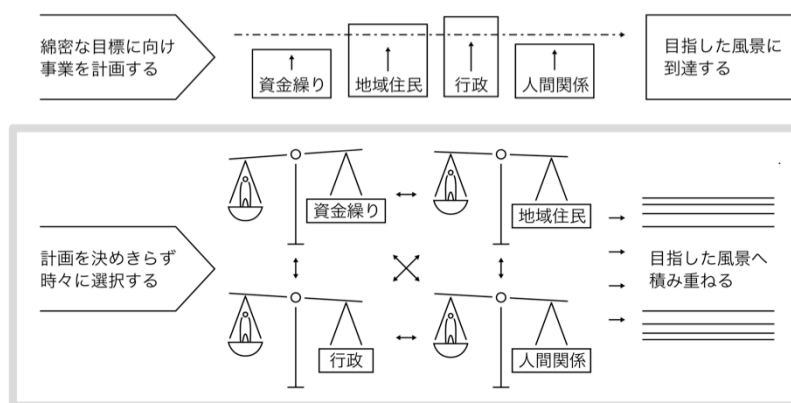 綿密な目標に向け
事業を計画する
資金繰り
地域住民
行政
人間関係
目指した風景に
到達する
計画を決めきらず
時々に選択する
資金繰り
地域住民
行政
人間関係
目指した風景へ
積み重ねる